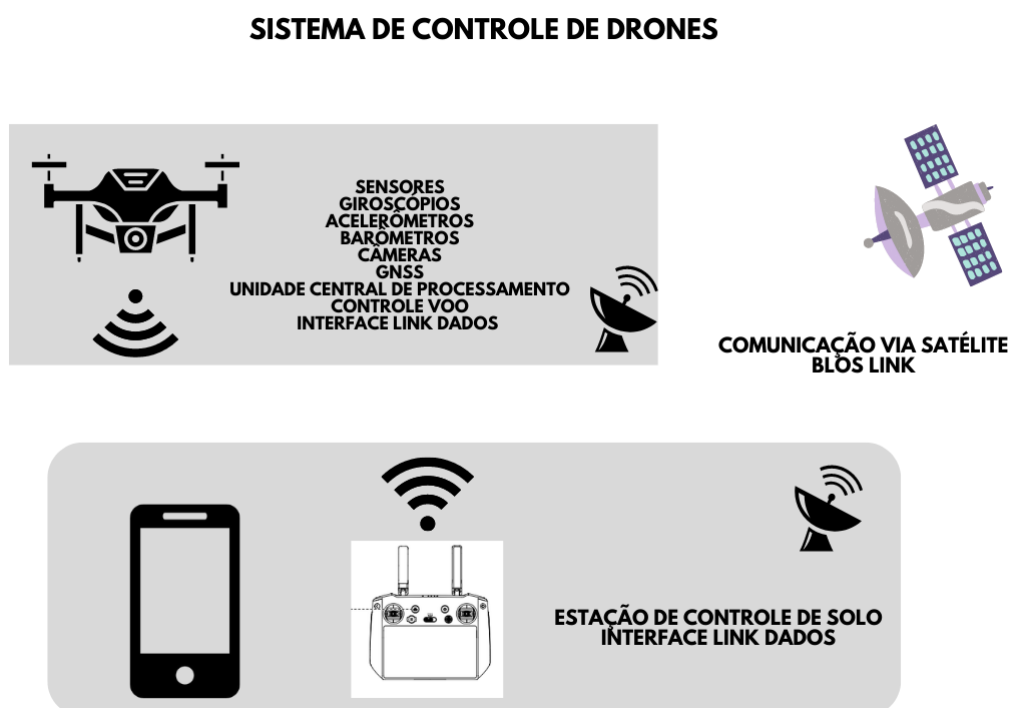 SISTEMA DE CONTROLE DE DRONES
SENSORES
GIROSCÓPIOS
ACELERÔMETROS
BARÔMETROS
CÂMERAS
GNSS
UNIDADE CENTRAL DE PROCESSAMENTO
CONTROLE VOO
INTERFACE LINK DADOS
COMUNICAÇÃO VIA SATÉLITE
BLOS LINK
ESTAÇÃO DE CONTROLE DE SOLO
INTERFACE LINK DADOS